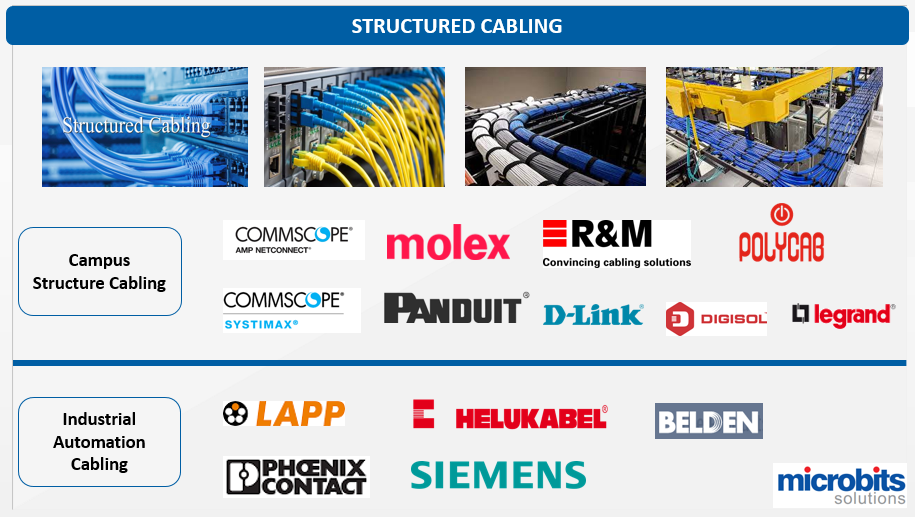 STRUCTURED CABLING
Structured Cabling
Campus
Structure Cabling
COMMSCOPE®
AMP NETCONNECT®
molex
R&M
Convincing cabling solutions
POLYCAB
COMMSCOPE®
SYSTIMAX®
PANDUIT®
D-Link®
DIGISOL
legrand®
Industrial
Automation
Cabling
LAPP
HELUKABEL®
BELDEN
PHŒNIX
CONTACT
SIEMENS
microbits
solutions